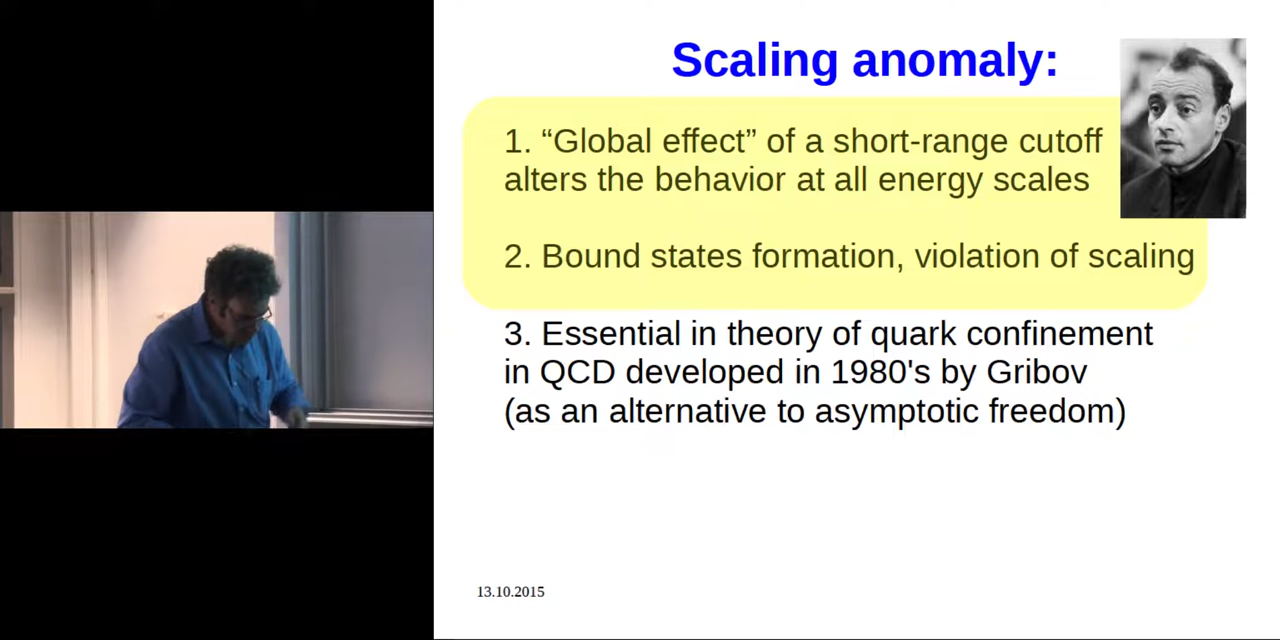 Scaling anomaly:
1. “Global effect” of a short-range cutoff
alters the behavior at all energy scales
2. Bound states formation, violation of scaling
3. Essential in theory of quark confinement
in QCD developed in 1980's by Gribov
(as an alternative to asymptotic freedom)
13.10.2015